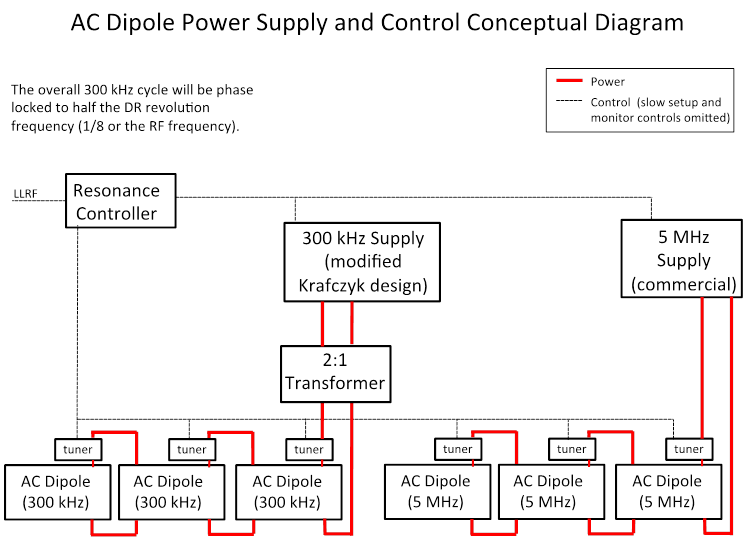 AC Dipole Power Supply and Control Conceptual Diagram
The overall 300 kHz cycle will be phase
locked to half the DR revolution
frequency (1/8 or the RF frequency).
Power
Control (slow setup and
monitor controls omitted)
LLRF
Resonance
Controller
300 kHz Supply
(modified
Krafczyk design)
5 MHz
Supply
(commercial)
2:1
Transformer
tuner
tuner
tuner
tuner
tuner
tuner
AC Dipole
(300 kHz)
AC Dipole
(300 kHz)
AC Dipole
(300 kHz)
AC Dipole
(5 MHz)
AC Dipole
(5 MHz)
AC Dipole
(5 MHz)